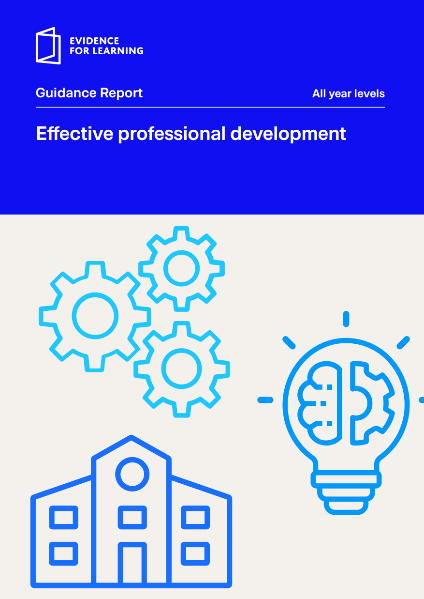 EVIDENCE
FOR LEARNING
Guidance Report
All year levels
Effective professional development